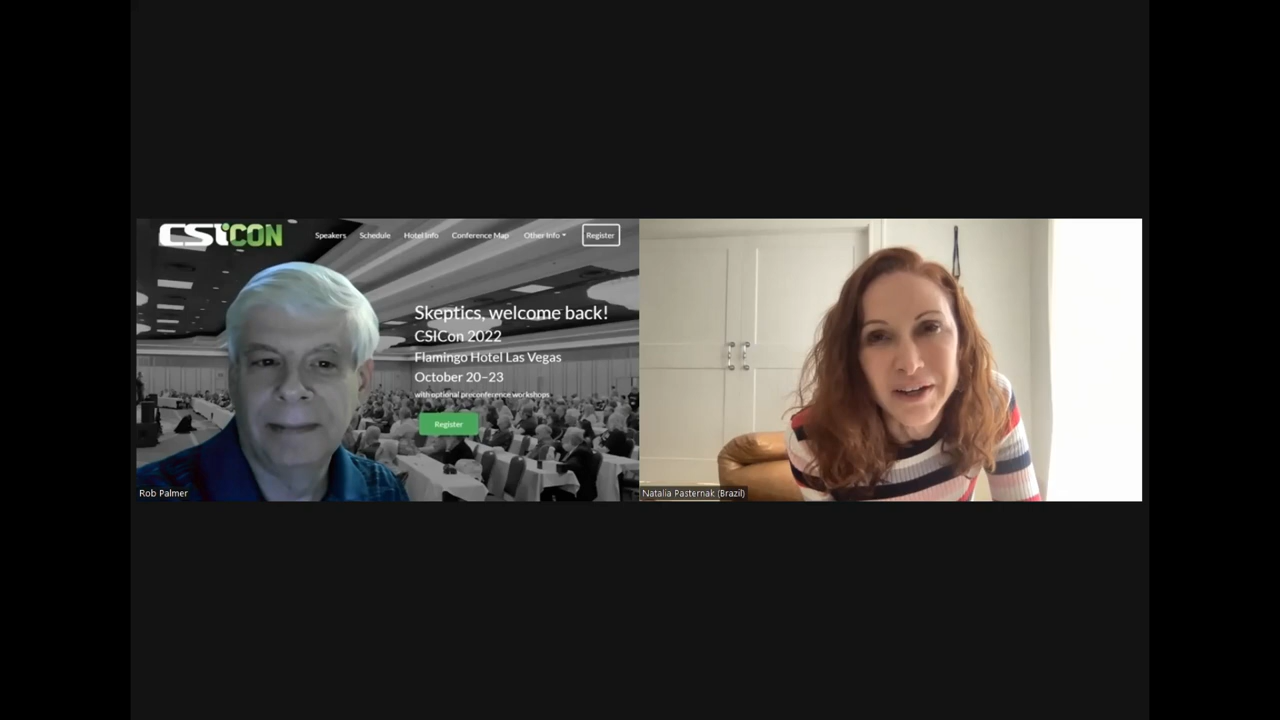 CSICON
Speakers Schedule Hotel Info Conference Map Other Info Register
Skeptics, welcome back!
CSICon 2022
Flamingo Hotel Las Vegas
October 20–23
with optional preconference workshops
Register
Rob Palmer
Natalia Pasternak (Brazil)